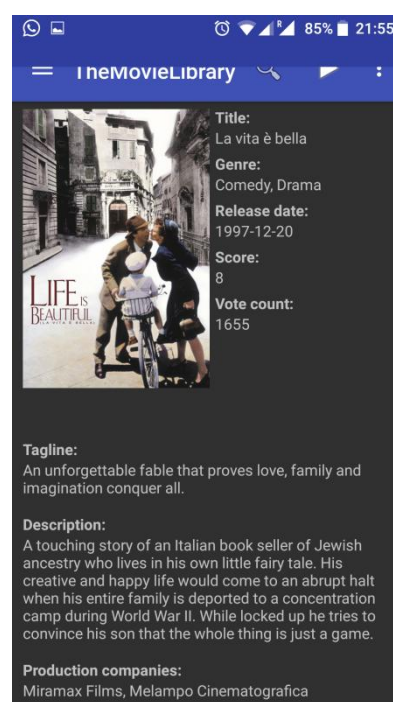 R
85%
21:55
TheMovieLibrary
Title:
La vita è bella
Genre:
Comedy, Drama
Release date:
1997-12-20
Score:
8
Vote count:
1655
LIFE IS
BEAUTIFUL
(LA VITA È BELLA)
Tagline:
An unforgettable fable that proves love, family and
imagination conquer all.
Description:
A touching story of an Italian book seller of Jewish
ancestry who lives in his own little fairy tale. His
creative and happy life would come to an abrupt halt
when his entire family is deported to a concentration
camp during World War II. While locked up he tries to
convince his son that the whole thing is just a game.
Production companies:
Miramax Films, Melampo Cinematografica